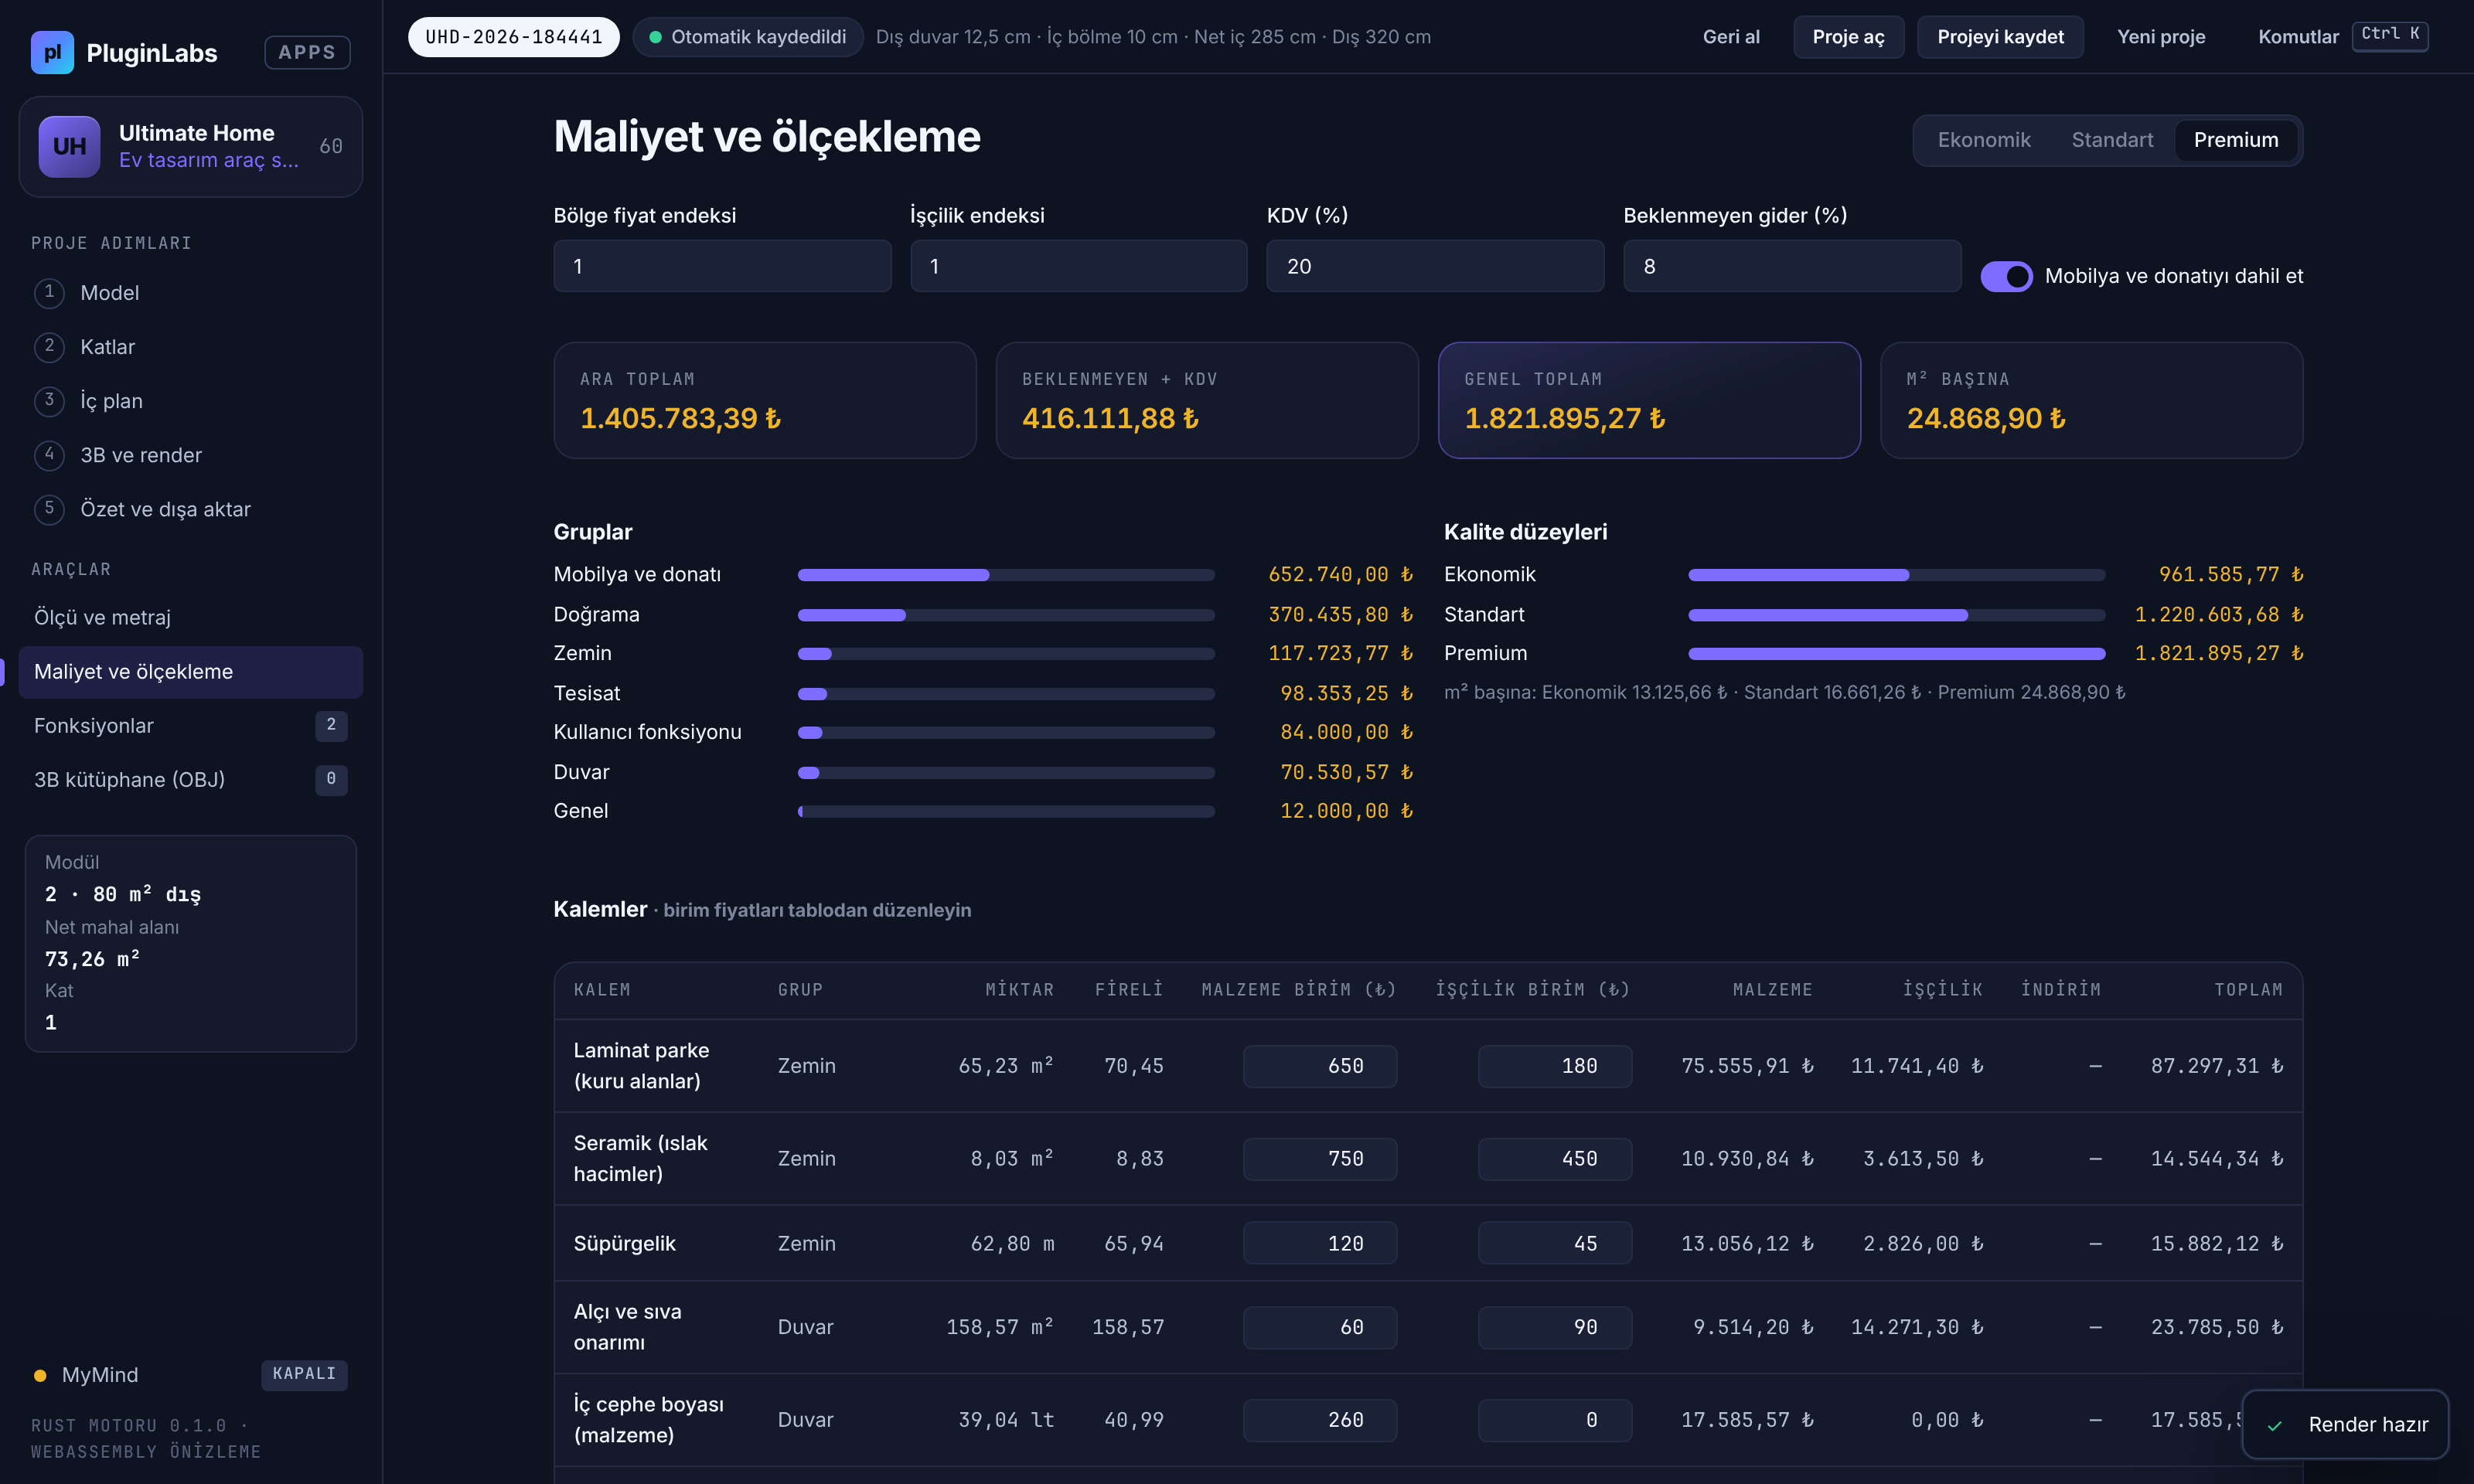 pl PluginLabs APPS
UH Ultimate Home 60
Ev tasarım araç s...
PROJE ADIMLARI
1 Model
2 Katlar
3 İç plan
4 3B ve render
5 Özet ve dışa aktar
ARAÇLAR
Ölçü ve metraj
Maliyet ve ölçekleme
Fonksiyonlar 2
3B kütüphane (OBJ) 0
Modül
2 · 80 m² dış
Net mahal alanı
73,26 m²
Kat
1
MyMind KAPALI
RUST MOTORU 0.1.0 ·
WEBASSEMBLY ÖNİZLEME
UHD-2026-184441 Otomatik kaydedildi Dış duvar 12,5 cm · İç bölme 10 cm · Net iç 285 cm · Dış 320 cm Geri al Proje aç Projeyi kaydet Yeni proje Komutlar Ctrl K
Maliyet ve ölçekleme Ekonomik Standart Premium
Bölge fiyat endeksi İşçilik endeksi KDV (%) Beklenmeyen gider (%)
1 1 20 8 Mobilya ve donatıyı dahil et
ARA TOPLAM BEKLENMEYEN + KDV GENEL TOPLAM M² BAŞINA
1.405.783,39 ₺ 416.111,88 ₺ 1.821.895,27 ₺ 24.868,90 ₺
Gruplar
Mobilya ve donatı 652.740,00 ₺
Doğrama 370.435,80 ₺
Zemin 117.723,77 ₺
Tesisat 98.353,25 ₺
Kullanıcı fonksiyonu 84.000,00 ₺
Duvar 70.530,57 ₺
Genel 12.000,00 ₺
Kalite düzeyleri
Ekonomik 961.585,77 ₺
Standart 1.220.603,68 ₺
Premium 1.821.895,27 ₺
m² başına: Ekonomik 13.125,66 ₺ · Standart 16.661,26 ₺ · Premium 24.868,90 ₺
Kalemler · birim fiyatları tablodan düzenleyin
KALEM GRUP MİKTAR FİRELİ MALZEME BİRİM (₺) İŞÇİLİK BİRİM (₺) MALZEME İŞÇİLİK İNDİRİM TOPLAM
Laminat parke
(kuru alanlar) Zemin 65,23 m² 70,45 650 180 75.555,91 ₺ 11.741,40 ₺ — 87.297,31 ₺
Seramik (ıslak
hacimler) Zemin 8,03 m² 8,83 750 450 10.930,84 ₺ 3.613,50 ₺ — 14.544,34 ₺
Süpürgelik Zemin 62,80 m 65,94 120 45 13.056,12 ₺ 2.826,00 ₺ — 15.882,12 ₺
Alçı ve sıva
onarımı Duvar 158,57 m² 158,57 60 90 9.514,20 ₺ 14.271,30 ₺ — 23.785,50 ₺
İç cephe boyası
(malzeme) Duvar 39,04 lt 40,99 260 0 17.585,57 ₺ 0,00 ₺ — 17.585,5
Render hazır